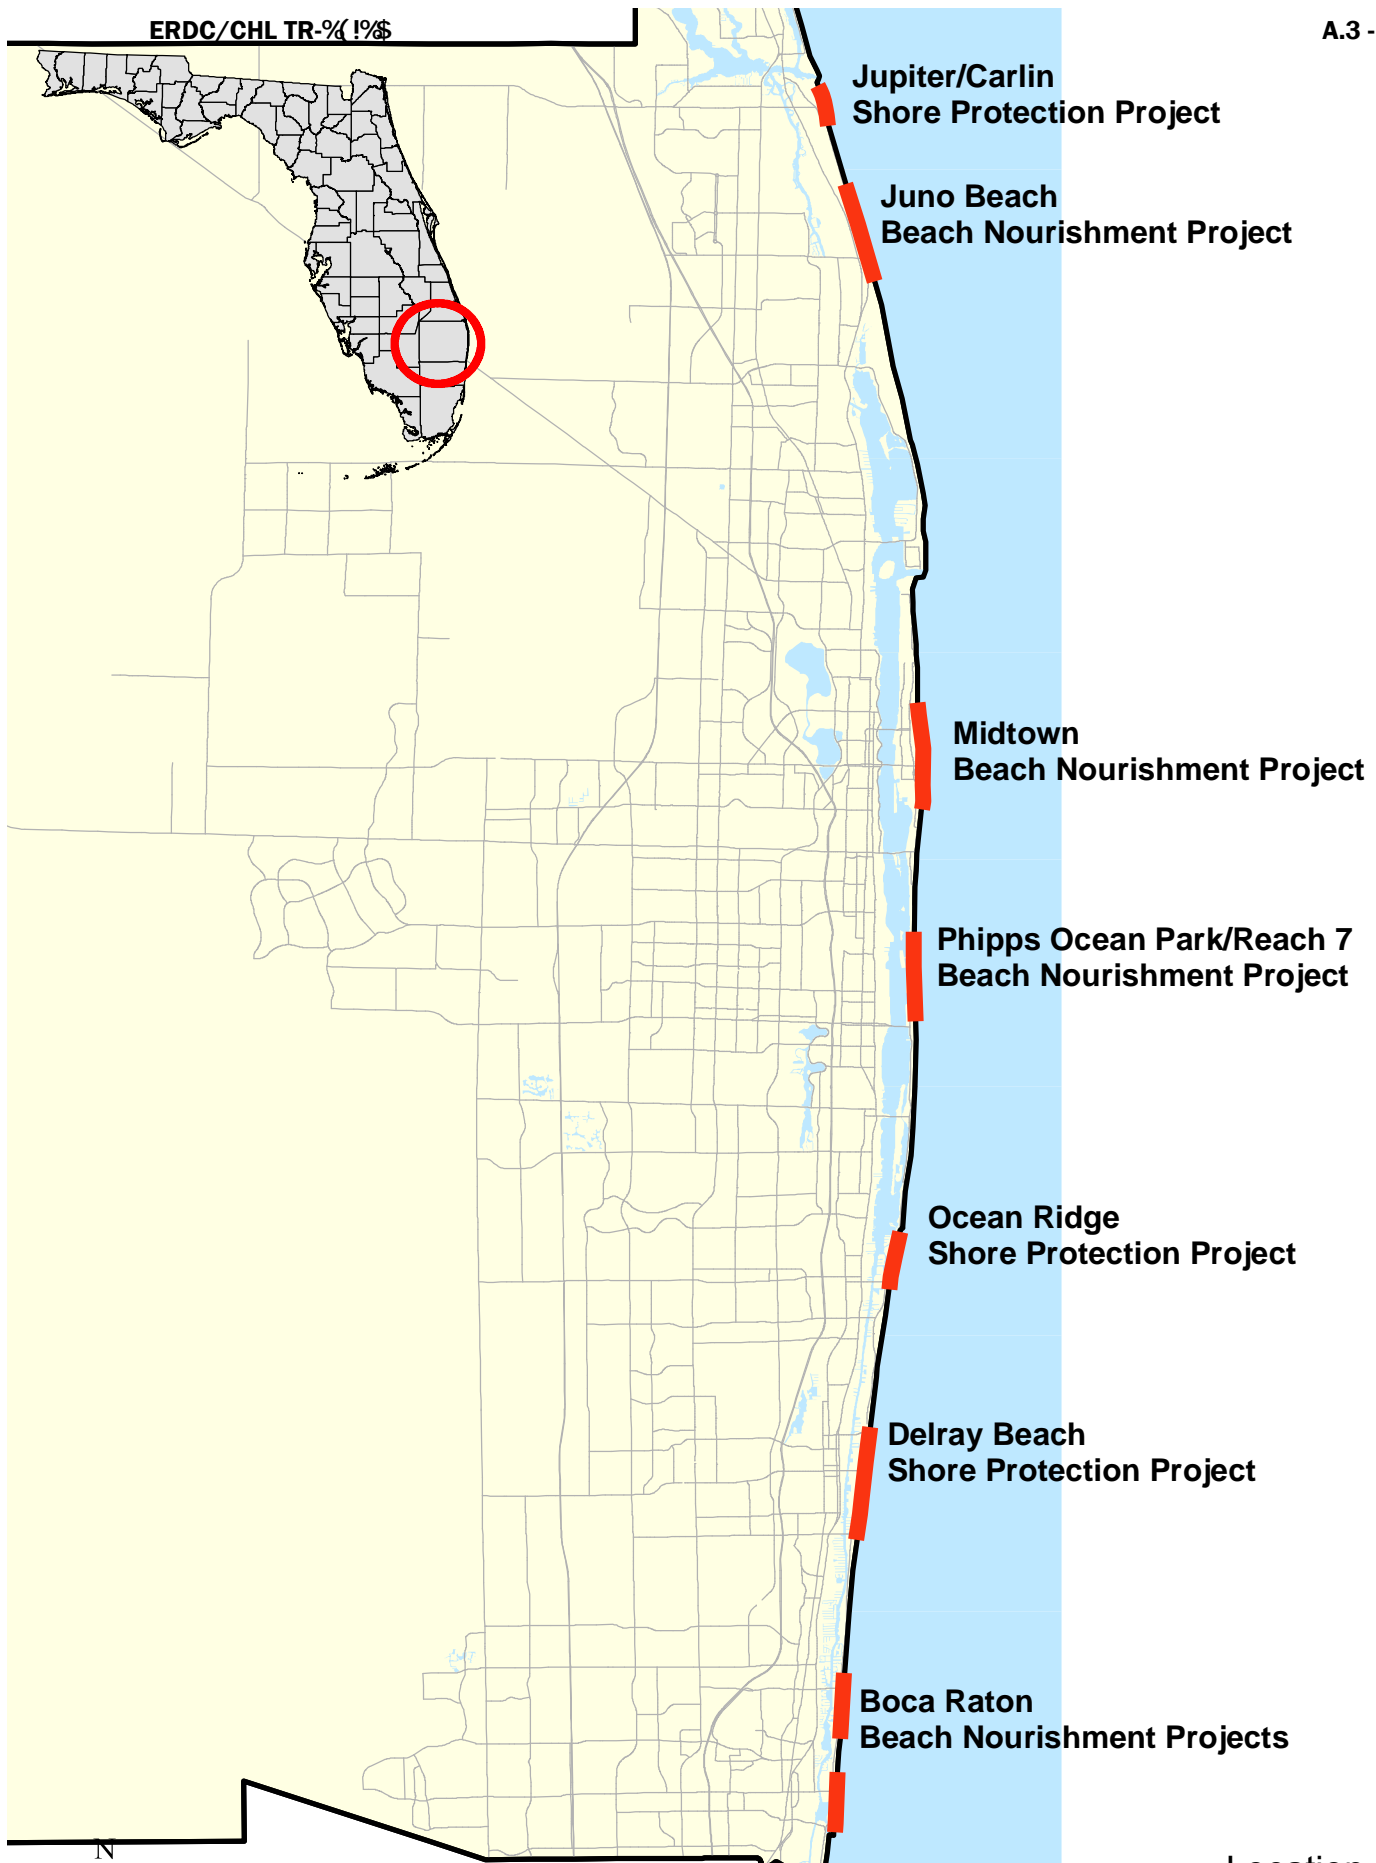 ERDC/CHL TR-%( !%$
A.3 -
Jupiter/Carlin
Shore Protection Project
Juno Beach
Beach Nourishment Project
Midtown
Beach Nourishment Project
Phipps Ocean Park/Reach 7
Beach Nourishment Project
Ocean Ridge
Shore Protection Project
Delray Beach
Shore Protection Project
Boca Raton
Beach Nourishment Projects
N
Location